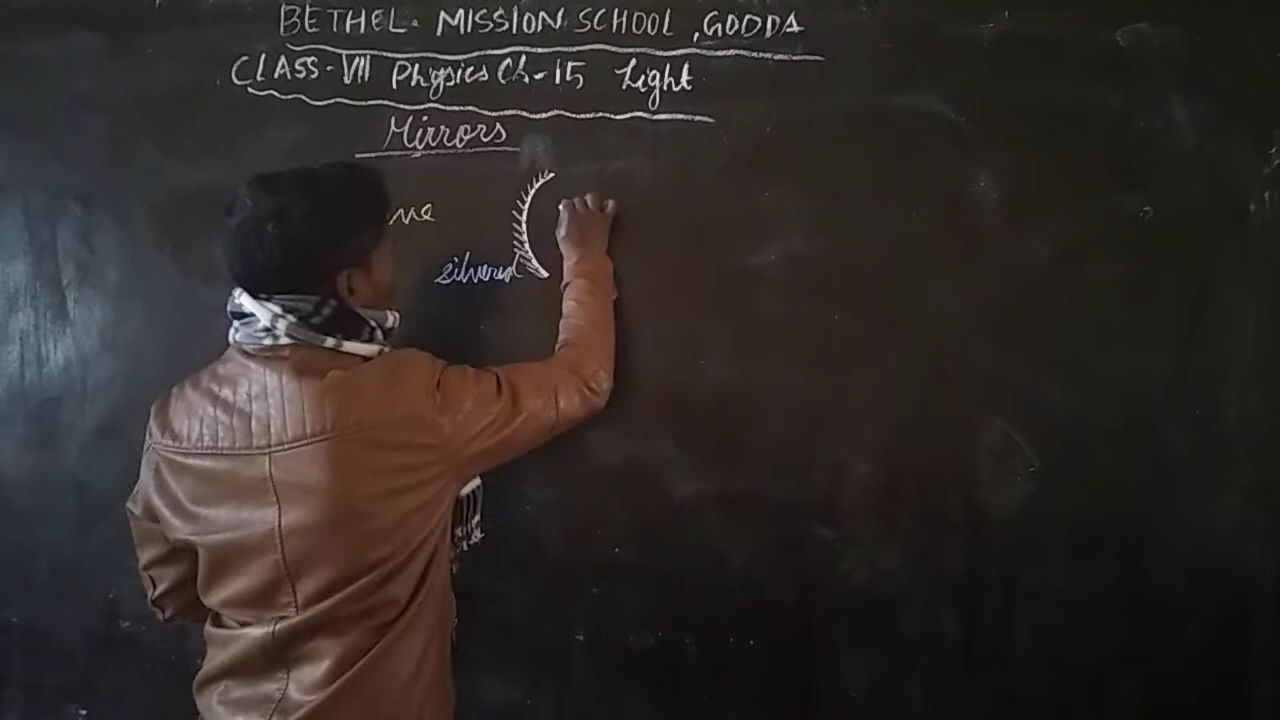 BETHEL. MISSION SCHOOL, GODDA
CLASS-VII Physics Ch-15 Light
Mirrors
silvered